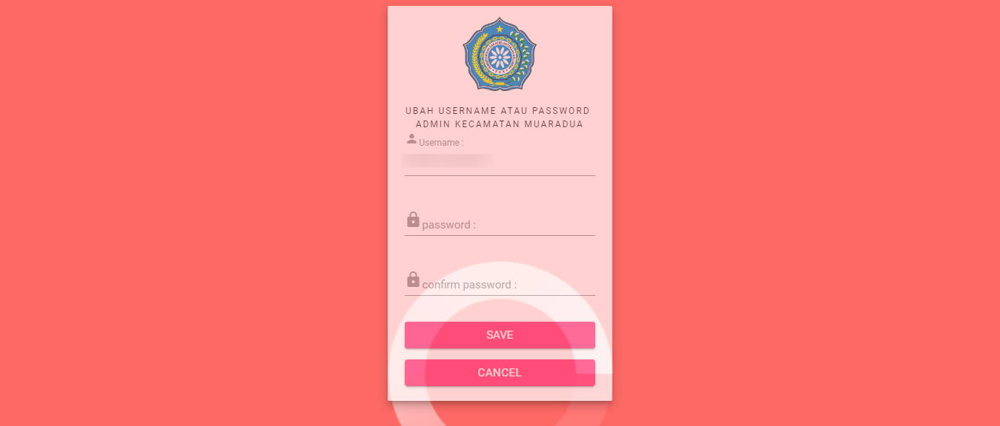 UBAH USERNAME ATAU PASSWORD
ADMIN KECAMATAN MUARADUA
Username :
password :
confirm password :
SAVE
CANCEL